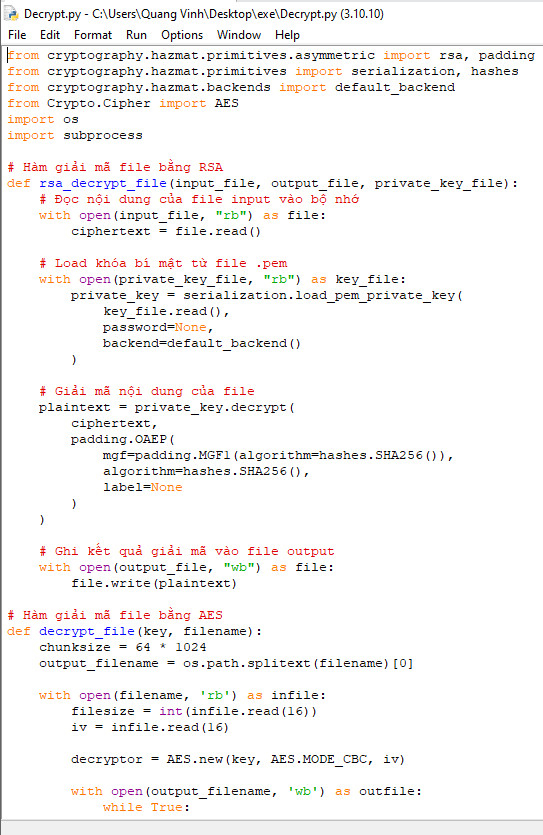 Decrypt.py - C:\Users\Quang Vinh\Desktop\exe\Decrypt.py (3.10.10)
File Edit Format Run Options Window Help
from cryptography.hazmat.primitives.asymmetric import rsa, padding
from cryptography.hazmat.primitives import serialization, hashes
from cryptography.hazmat.backends import default_backend
from Crypto.Cipher import AES
import os
import subprocess

# Hàm giải mã file bằng RSA
def rsa_decrypt_file(input_file, output_file, private_key_file):
    # Đọc nội dung của file input vào bộ nhớ
    with open(input_file, "rb") as file:
        ciphertext = file.read()

    # Load khóa bí mật từ file .pem
    with open(private_key_file, "rb") as key_file:
        private_key = serialization.load_pem_private_key(
            key_file.read(),
            password=None,
            backend=default_backend()
        )

    # Giải mã nội dung của file
    plaintext = private_key.decrypt(
        ciphertext,
        padding.OAEP(
            mgf=padding.MGF1(algorithm=hashes.SHA256()),
            algorithm=hashes.SHA256(),
            label=None
        )
    )

    # Ghi kết quả giải mã vào file output
    with open(output_file, "wb") as file:
        file.write(plaintext)

# Hàm giải mã file bằng AES
def decrypt_file(key, filename):
    chunksize = 64 * 1024
    output_filename = os.path.splitext(filename)[0]

    with open(filename, 'rb') as infile:
        filesize = int(infile.read(16))
        iv = infile.read(16)

        decryptor = AES.new(key, AES.MODE_CBC, iv)

        with open(output_filename, 'wb') as outfile:
            while True: